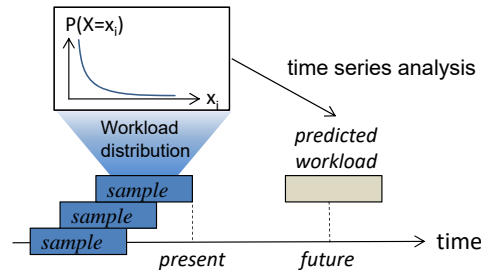 P(X=xᵢ)
xᵢ
time series analysis
Workload
distribution
predicted
workload
sample
sample
sample
time
present
future